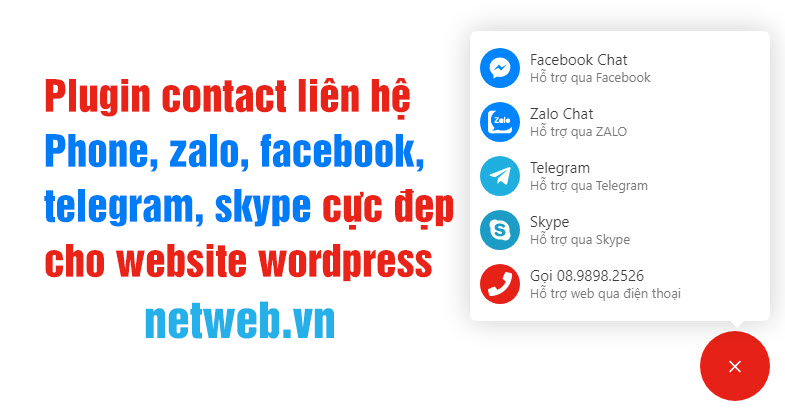 Plugin contact liên hệ
Phone, zalo, facebook,
telegram, skype cực đẹp
cho website wordpress
netweb.vn
Facebook Chat
Hỗ trợ qua Facebook
Zalo
Zalo Chat
Hỗ trợ qua ZALO
Telegram
Hỗ trợ qua Telegram
Skype
Hỗ trợ qua Skype
Gọi 08.9898.2526
Hỗ trợ web qua điện thoại